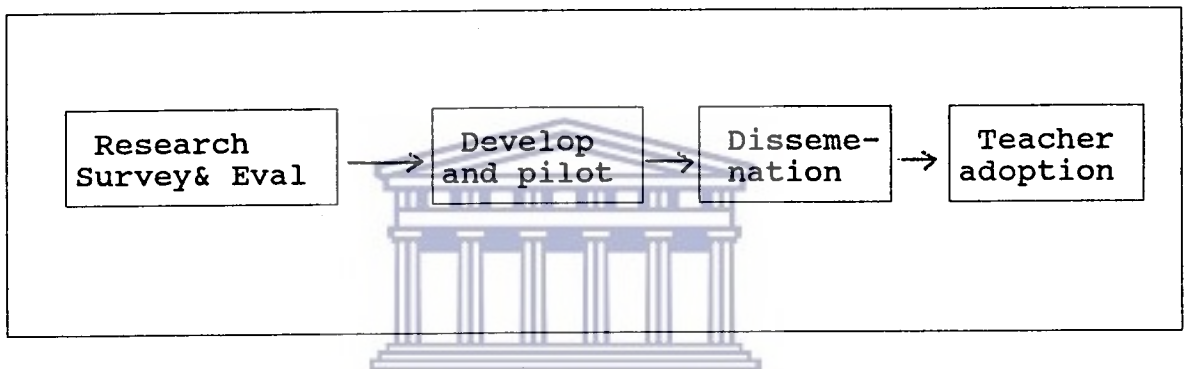 Research
Survey& Eval
Develop
and pilot
Disseme-
nation
Teacher
adoption